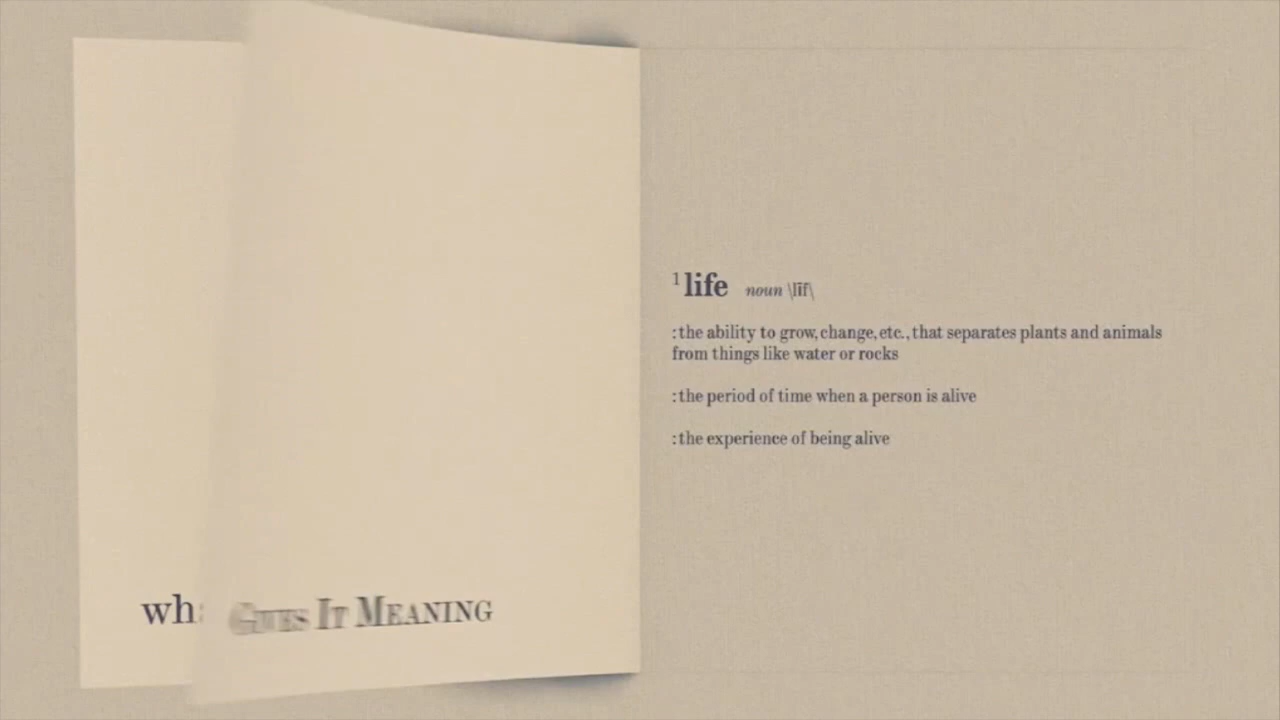 wh
Gives It Meaning
1 life noun \līf\
: the ability to grow, change, etc., that separates plants and animals
from things like water or rocks
: the period of time when a person is alive
: the experience of being alive